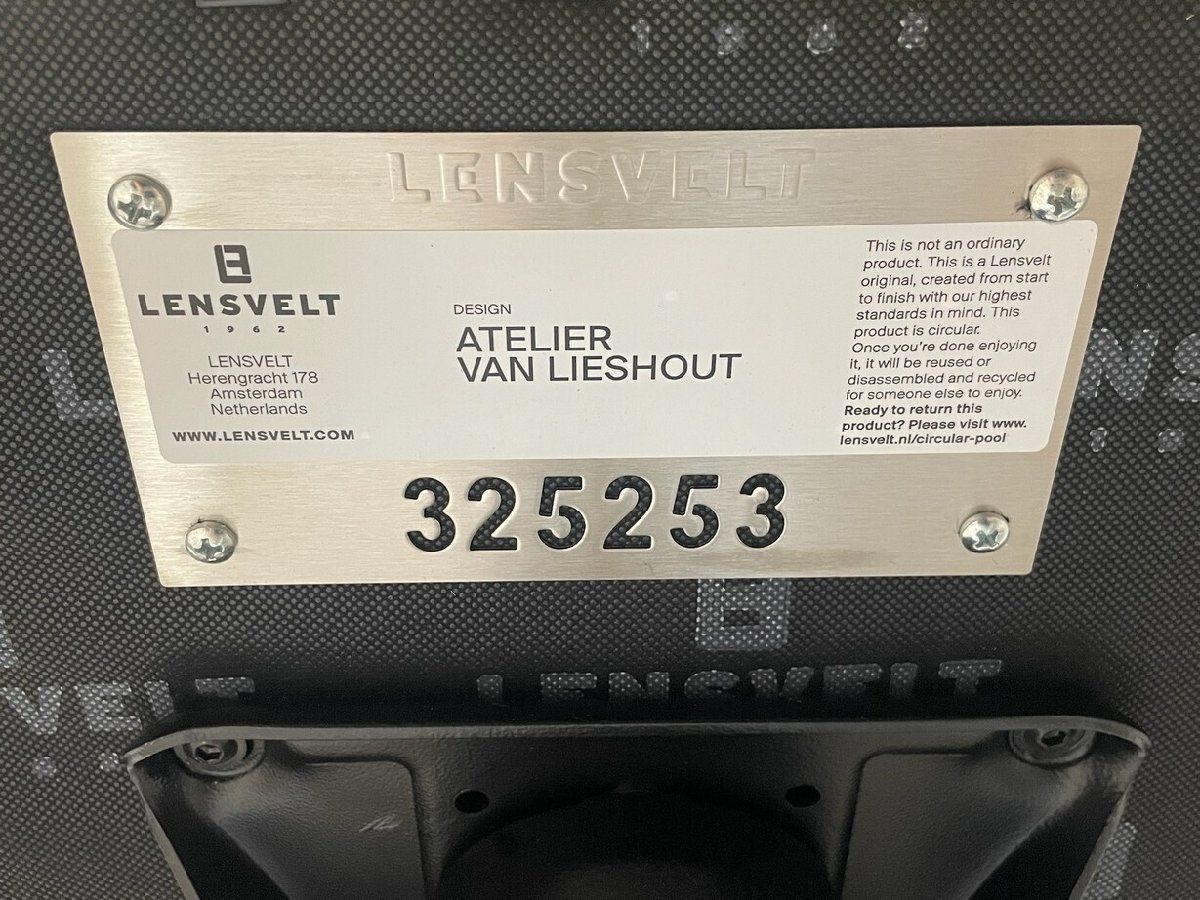 LENSVELT
LENSVELT
1962
LENSVELT
Herengracht 178
Amsterdam
Netherlands
WWW.LENSVELT.COM
DESIGN
ATELIER
VAN LIESHOUT
This is not an ordinary
product. This is a Lensvelt
original, created from start
to finish with our highest
standards in mind. This
product is circular.
Once you're done enjoying
it, it will be reused or
disassembled and recycled
for someone else to enjoy.
Ready to return this
product? Please visit www.
lensvelt.nl/circular-pool
325253
LENSVELT